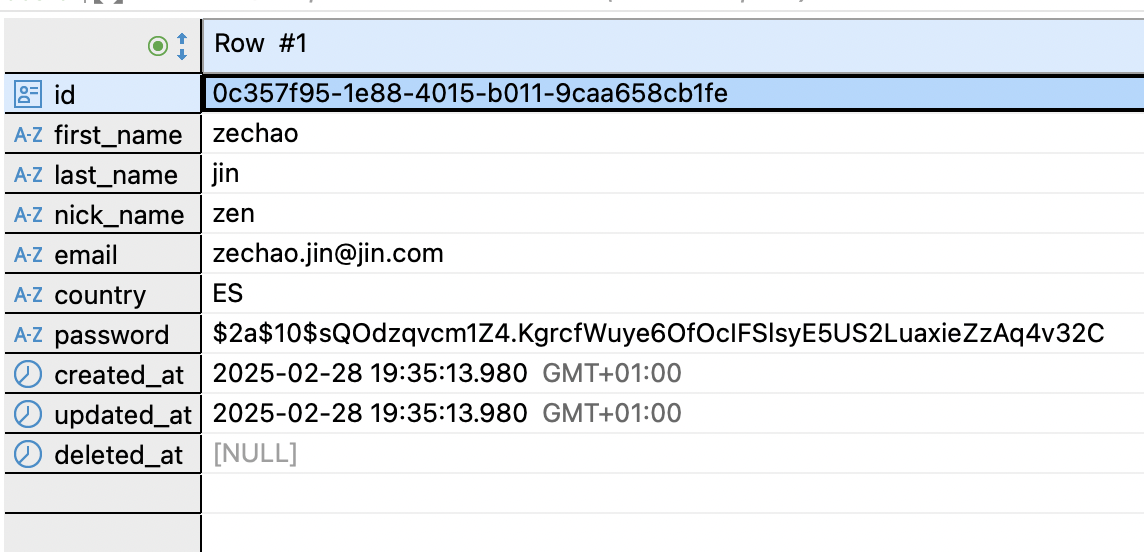 Row #1
id 0c357f95-1e88-4015-b011-9caa658cb1fe
A-Z first_name zechao
A-Z last_name jin
A-Z nick_name zen
A-Z email zechao.jin@jin.com
A-Z country ES
A-Z password $2a$10$sQOdzqvcm1Z4.KgrcfWuye6OfOclFSlsyE5US2LuaxieZzAq4v32C
created_at 2025-02-28 19:35:13.980 GMT+01:00
updated_at 2025-02-28 19:35:13.980 GMT+01:00
deleted_at [NULL]